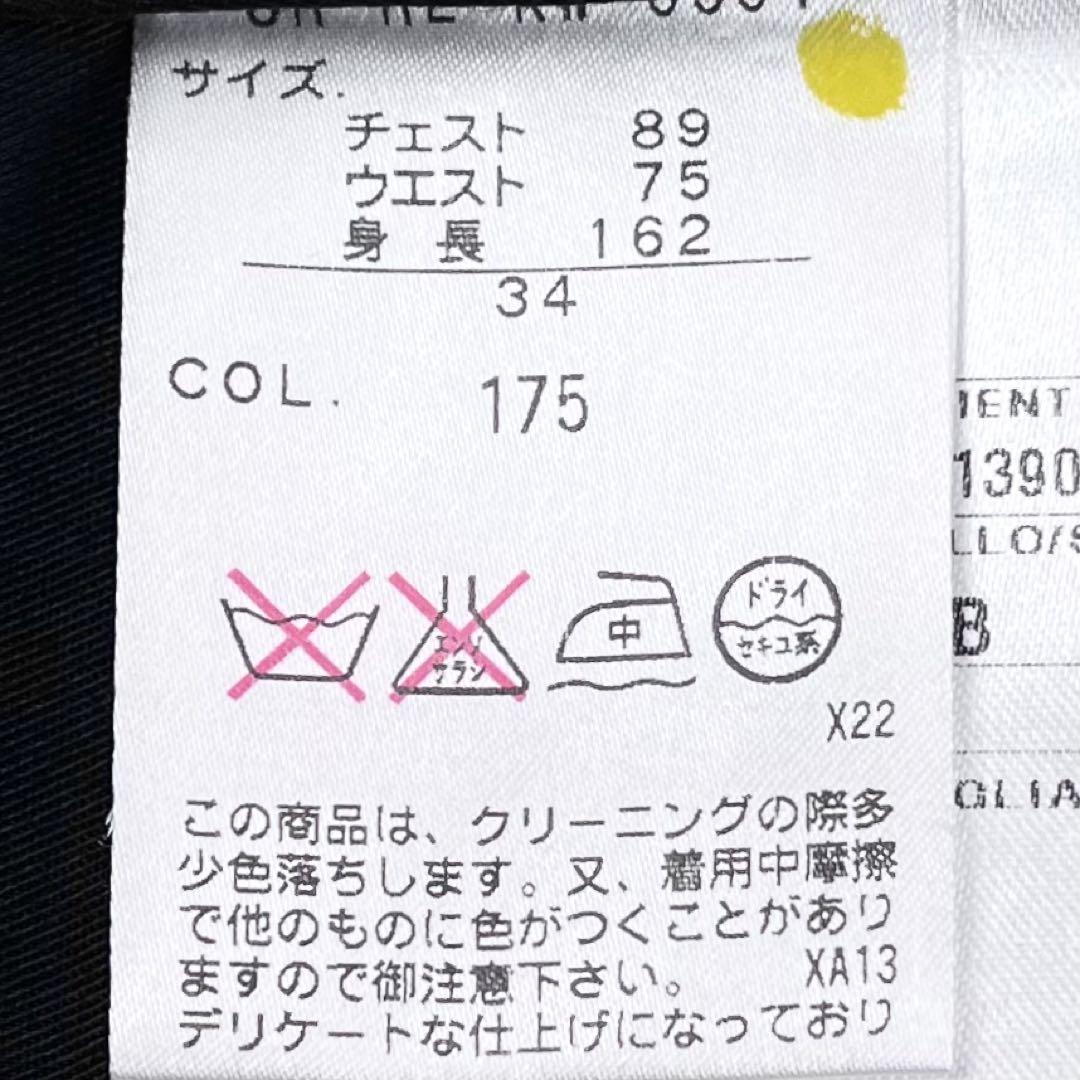 サイズ.
チェスト 89
ウエスト 75
身 長 162
34
COL. 175
エンソ
サラシ
中
ドライ
セキユ系
X22
この商品は、クリーニングの際多
少色落ちします。又、着用中摩擦
で他のものに色がつくことがあり
ますので御注意下さい。 XA13
デリケートな仕上げになっており
1390
B